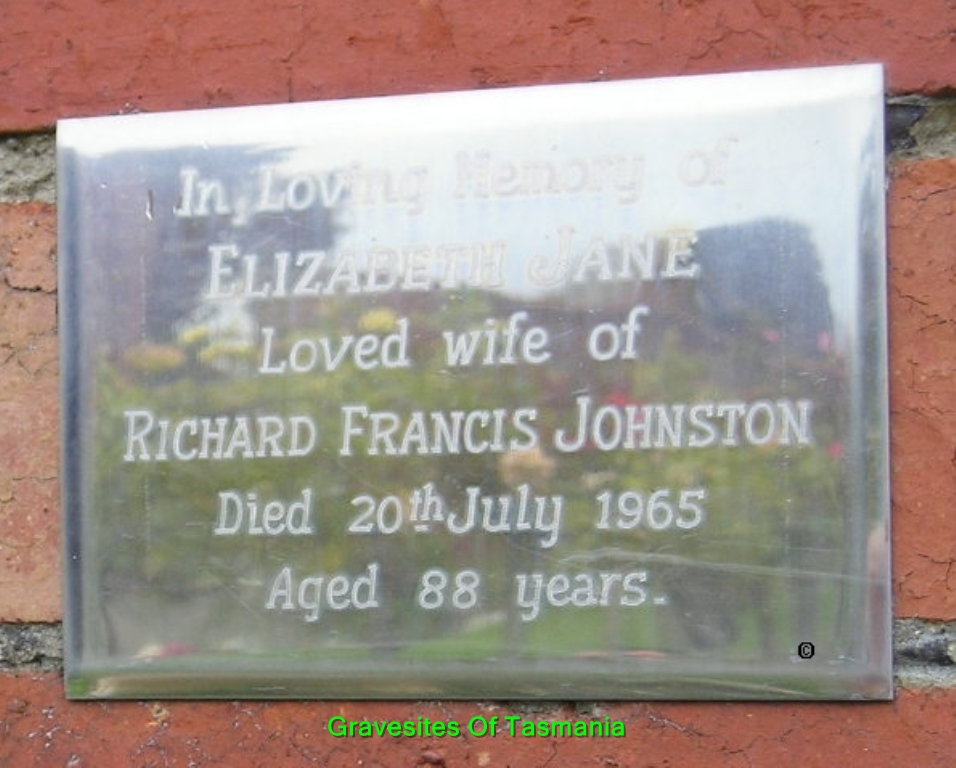 In Loving Memory of
ELIZABETH JANE
Loved wife of
RICHARD FRANCIS JOHNSTON
Died 20th July 1965
Aged 88 years.
©
Gravesites Of Tasmania